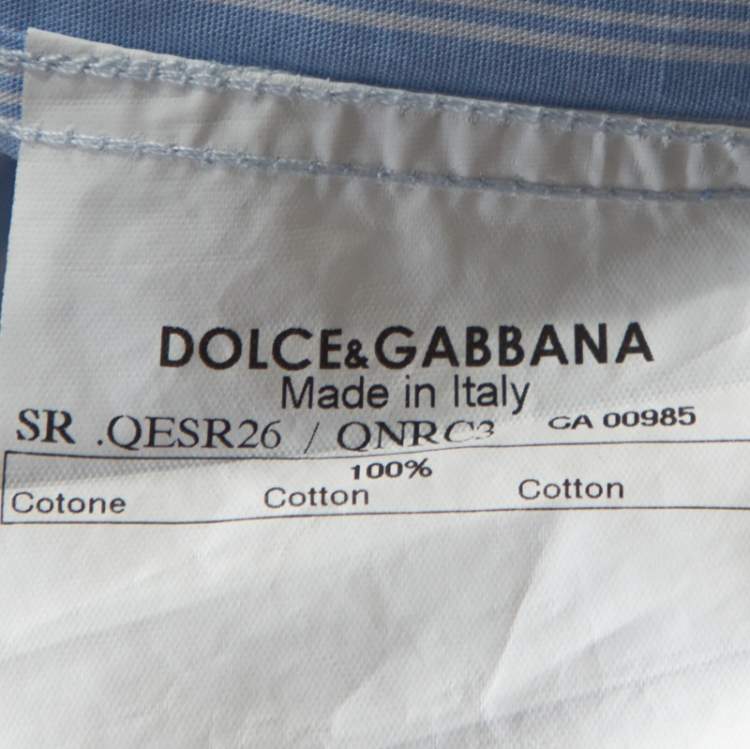 DOLCE&GABBANA
Made in Italy
SR .QESR26 / QNRC3 CA 00985
100%
Cotone Cotton Cotton